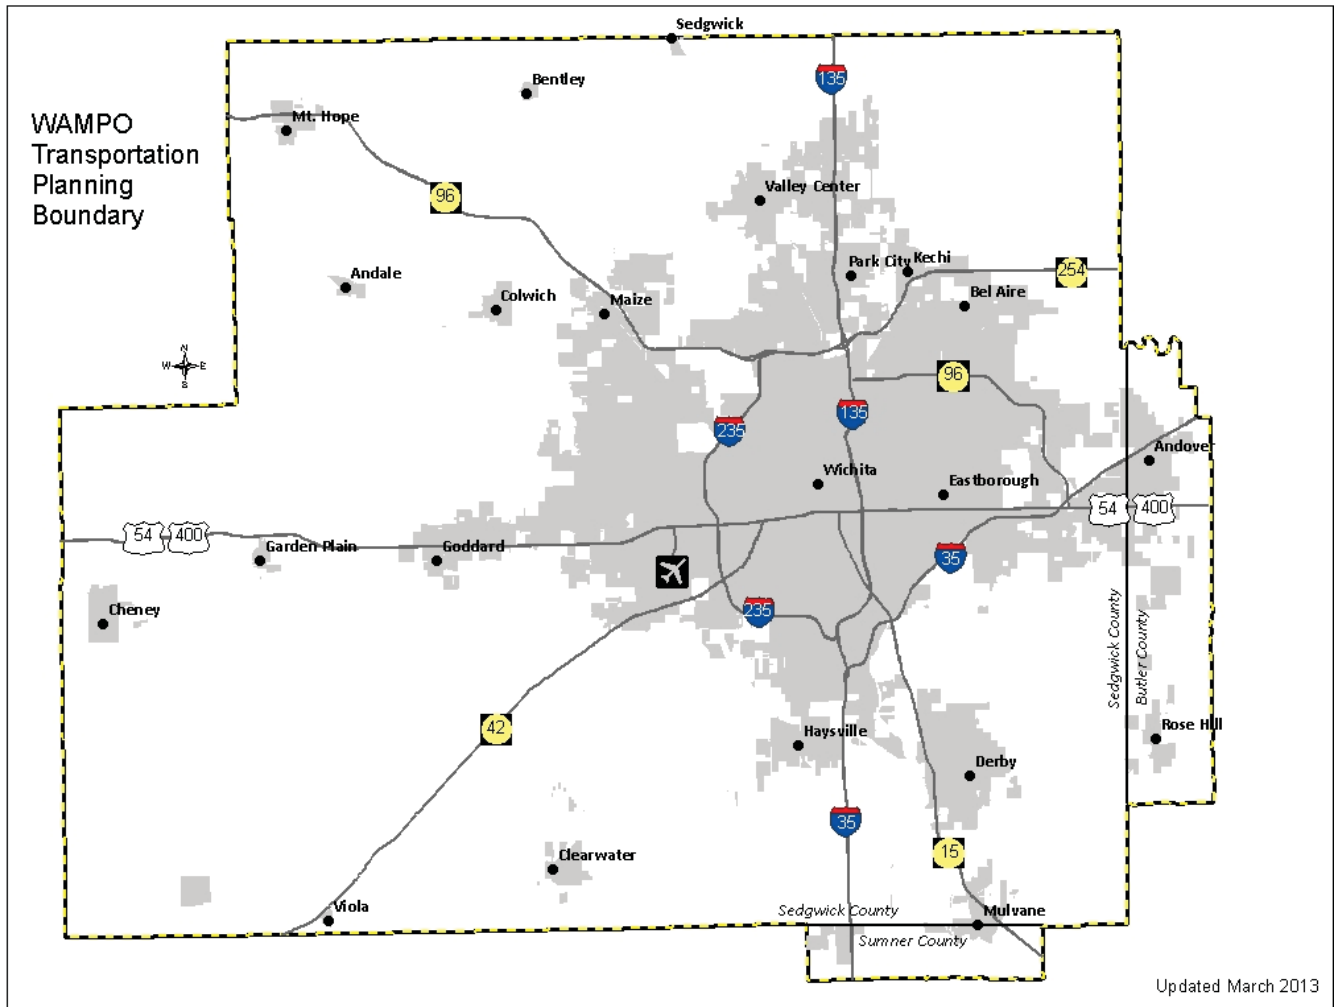 Sedgwick
135
Bentley
WAMPO
Transportation
Planning
Boundary
Mt. Hope
96
Valley Center
Park City
Kechi
254
Andale
Colwich
Maize
Bel Aire
N
W
E
S
96
235
135
Andover
Wichita
Eastborough
54
400
54
400
Garden Plain
Goddard
35
Cheney
235
Sedgwick County
Butler County
42
Haysville
Rose Hill
Derby
35
15
Clearwater
Viola
Sedgwick County
Mulvane
Sumner County
Updated March 2013